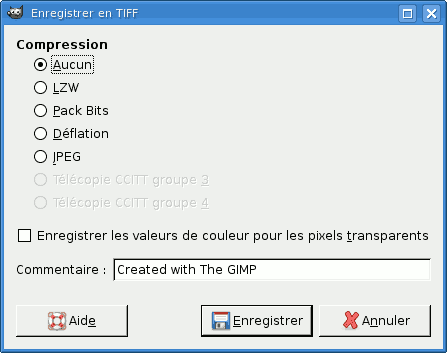 Enregistrer en TIFF
Compression
Aucun
LZW
Pack Bits
Déflation
JPEG
Télécopie CCITT groupe 3
Télécopie CCITT groupe 4
Enregistrer les valeurs de couleur pour les pixels transparents
Commentaire : Created with The GIMP
Aide Enregistrer Annuler